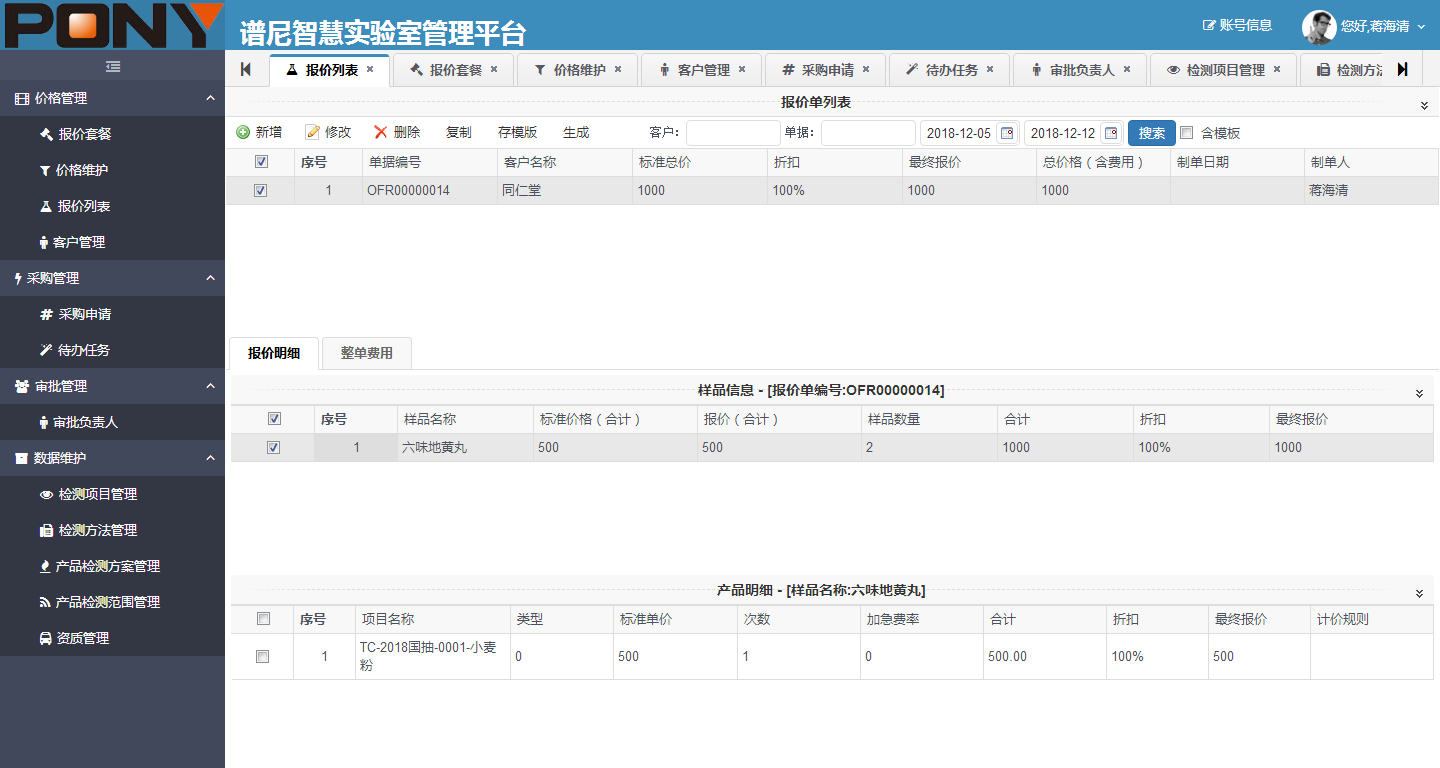 PONY
谱尼智慧实验室管理平台
账号信息
您好,蒋海清
报价列表 ×
报价套餐 ×
价格维护 ×
客户管理 ×
采购申请 ×
待办任务 ×
审批负责人 ×
检测项目管理 ×
检测方
价格管理
报价套餐
价格维护
报价列表
客户管理
采购管理
采购申请
待办任务
审批管理
审批负责人
数据维护
检测项目管理
检测方法管理
产品检测方案管理
产品检测范围管理
资质管理
报价单列表
新增 修改 删除 复制 存模版 生成 客户: 单据: 2018-12-05 2018-12-12 搜索 含模板
序号 单据编号 客户名称 标准总价 折扣 最终报价 总价格（含费用） 制单日期 制单人
1 OFR00000014 同仁堂 1000 100% 1000 1000 蒋海清
报价明细 整单费用
样品信息 - [报价单编号:OFR00000014]
序号 样品名称 标准价格（合计） 报价（合计） 样品数量 合计 折扣 最终报价
1 六味地黄丸 500 500 2 1000 100% 1000
产品明细 - [样品名称:六味地黄丸]
序号 项目名称 类型 标准单价 次数 加急费率 合计 折扣 最终报价 计价规则
1 TC-2018国抽-0001-小麦粉 0 500 1 0 500.00 100% 500